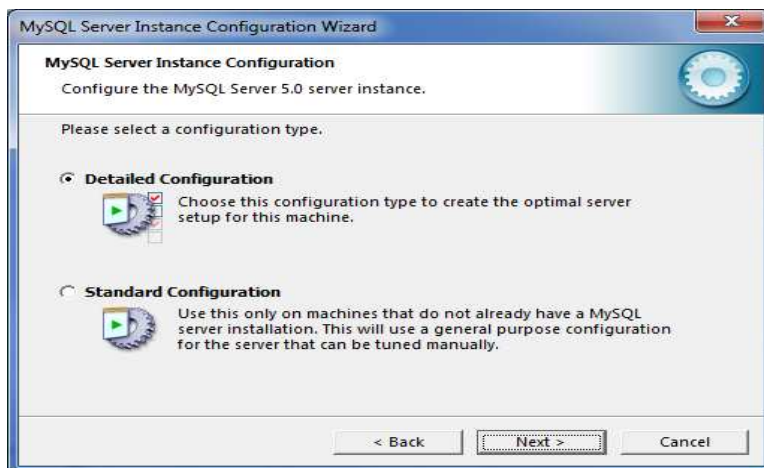 MySQL Server Instance Configuration Wizard
MySQL Server Instance Configuration
Configure the MySQL Server 5.0 server instance.
Please select a configuration type.
Detailed Configuration
Choose this configuration type to create the optimal server
setup for this machine.
Standard Configuration
Use this only on machines that do not already have a MySQL
server installation. This will use a general purpose configuration
for the server that can be tuned manually.
< Back Next > Cancel